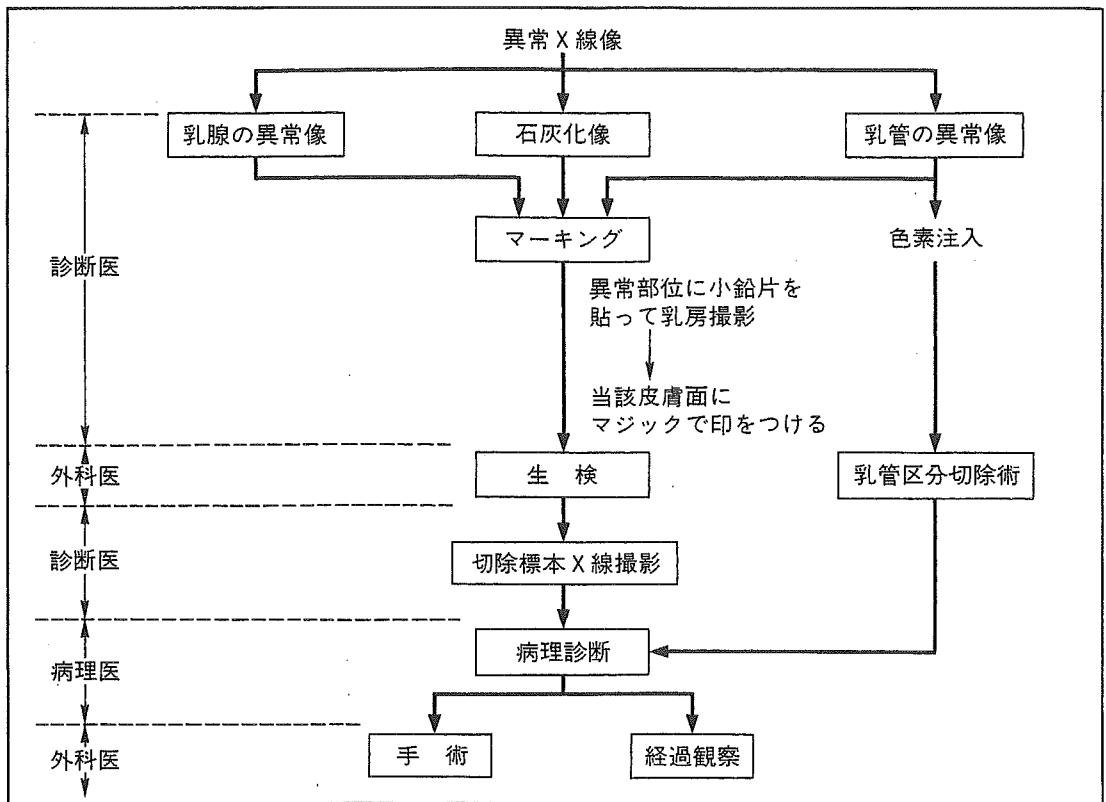 異常X線像
乳腺の異常像
石灰化像
乳管の異常像
マーキング
色素注入
診断医
異常部位に小鉛片を
貼って乳房撮影
当該皮膚面に
マジックで印をつける
外科医
生 検
乳管区分切除術
診断医
切除標本X線撮影
病理医
病理診断
外科医
手 術
経過観察